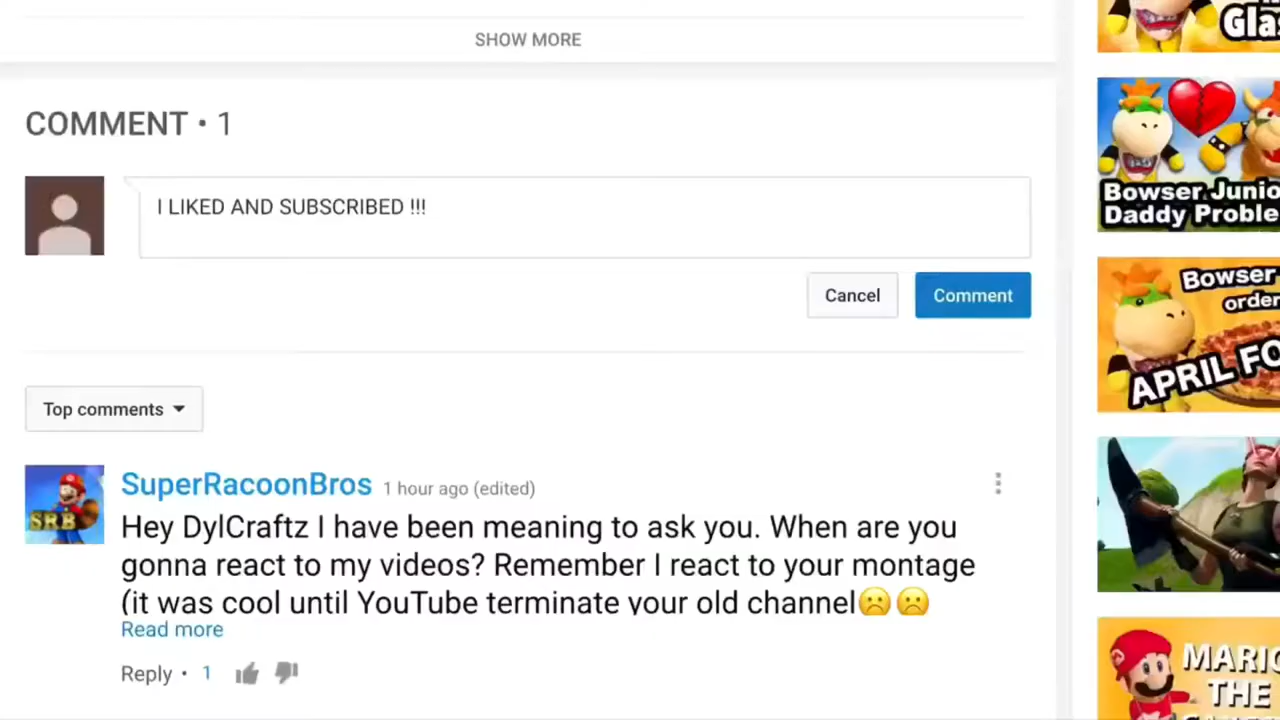 SHOW MORE
COMMENT • 1
I LIKED AND SUBSCRIBED !!!
Cancel
Comment
Top comments
SRB
SuperRacoonBros 1 hour ago (edited)
Hey DylCraftz I have been meaning to ask you. When are you
gonna react to my videos? Remember I react to your montage
(it was cool until YouTube terminate your old channel☹️☹️
Read more
Reply • 1
Bowser Junio
Daddy Proble
Bowser
order
APRIL FO
MARIO
THE